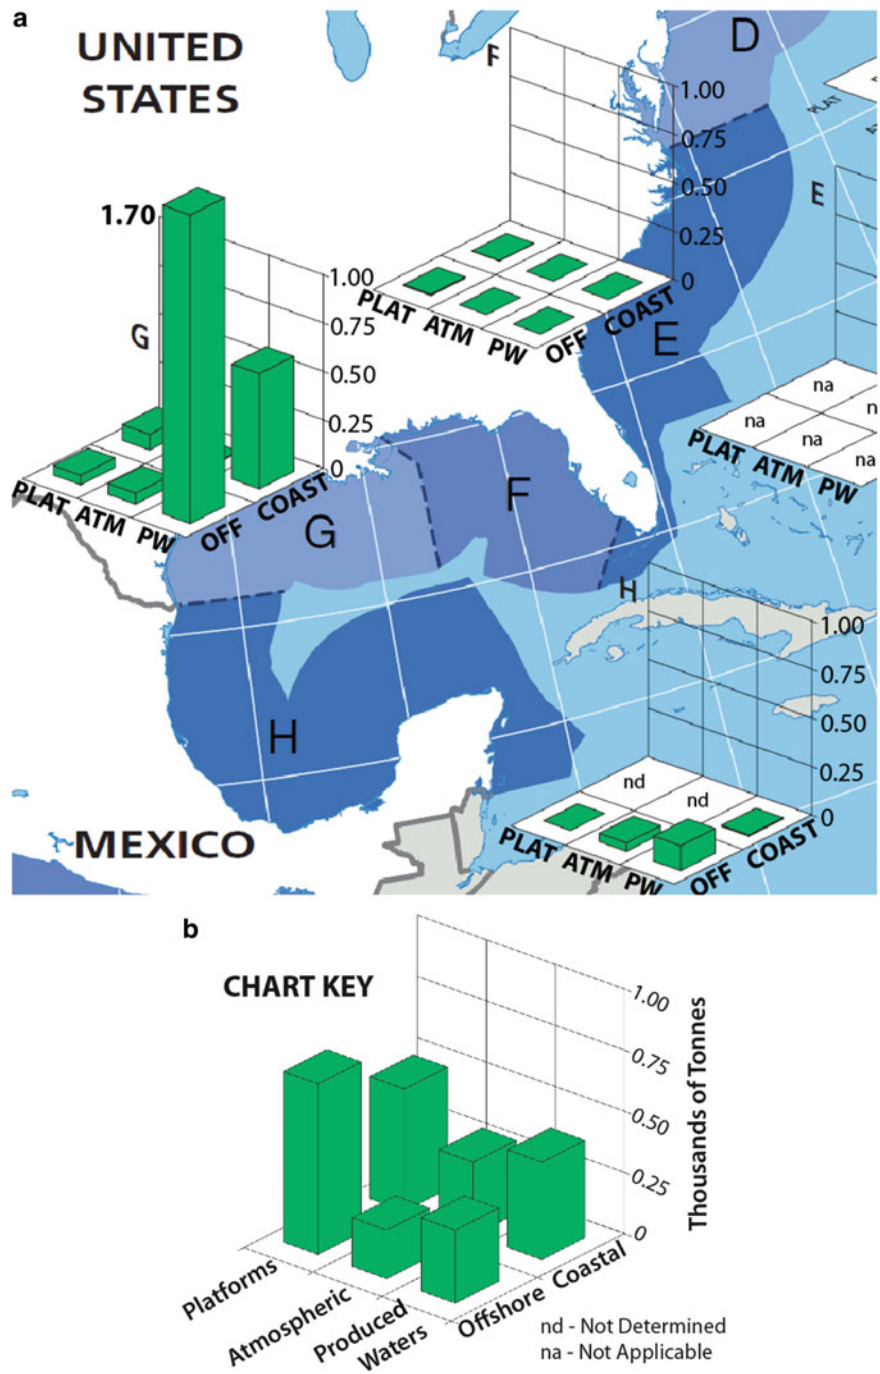 a
UNITED
STATES
D
F
1.00
0.75
0.50
0.25
0
PLAT ATM PW OFF COAST
PLAT
E
E
1.70
G
1.00
0.75
0.50
0.25
0
PLAT ATM PW OFF COAST
na
na
na
na
PLAT ATM PW
G
F
H
H
1.00
0.75
0.50
0.25
0
nd
nd
PLAT ATM PW OFF COAST
MEXICO
b
CHART KEY
1.00
0.75
0.50
0.25
0
Thousands of Tonnes
Platforms
Atmospheric
Produced
Waters
Offshore Coastal
nd - Not Determined
na - Not Applicable